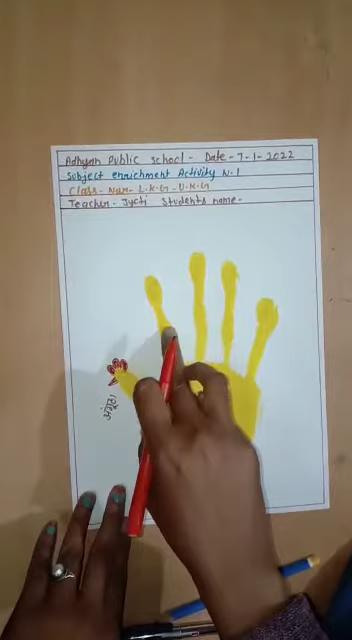 Adhyan Public School - Date - 7-1-2022
Subject enrichment Activity N.1
Class - Nur - L.K.G - U.K.G
Teacher - Jyoti Students name -